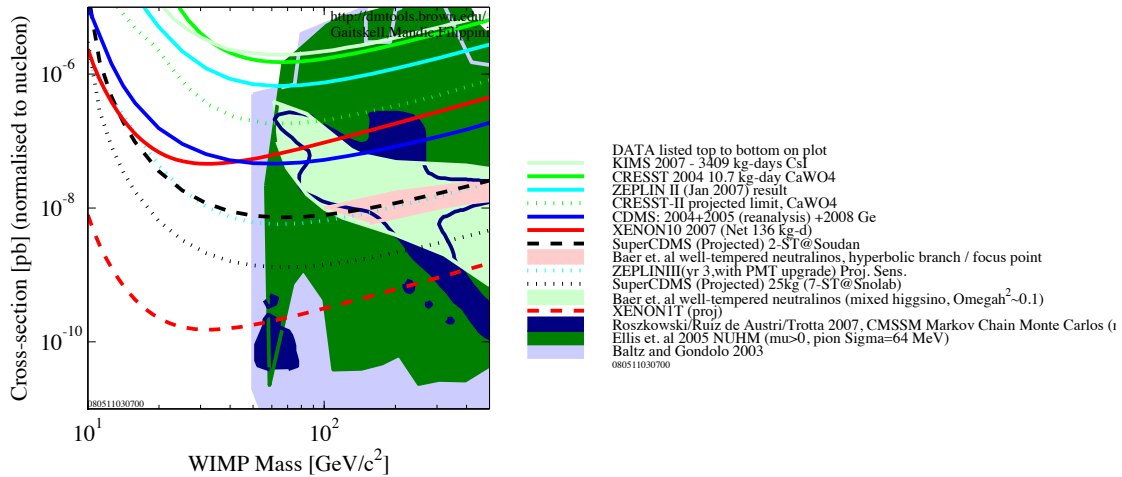 http://dmtools.brown.edu/
Gaitskell,Mandic,Filippini
10^-6
10^-8
10^-10
Cross-section [pb] (normalised to nucleon)
080511030700
10^1
10^2
WIMP Mass [GeV/c^2]
DATA listed top to bottom on plot
KIMS 2007 - 3409 kg-days CsI
CRESST 2004 10.7 kg-day CaWO4
ZEPLIN II (Jan 2007) result
CRESST-II projected limit, CaWO4
CDMS: 2004+2005 (reanalysis) +2008 Ge
XENON10 2007 (Net 136 kg-d)
SuperCDMS (Projected) 2-ST@Soudan
Baer et. al well-tempered neutralinos, hyperbolic branch / focus point
ZEPLINIII(yr 3,with PMT upgrade) Proj. Sens.
SuperCDMS (Projected) 25kg (7-ST@Snolab)
Baer et. al well-tempered neutralinos (mixed higgsino, Omegah^2~0.1)
XENON1T (proj)
Roszkowski/Ruiz de Austri/Trotta 2007, CMSSM Markov Chain Monte Carlos (
Ellis et. al 2005 NUHM (mu>0, pion Sigma=64 MeV)
Baltz and Gondolo 2003
080511030700